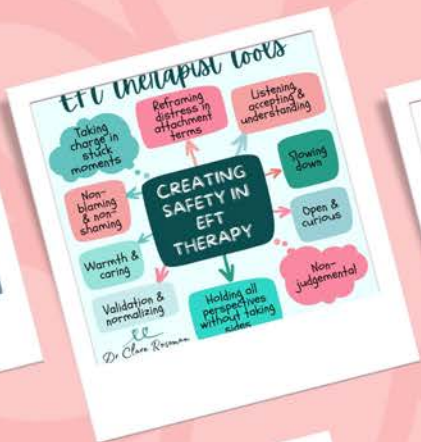 EFT therapist tools
Reframing
distress in
attachment
terms
Listening
accepting &
understanding
Taking
charge in
stuck
moments
Slowing
down
CREATING
SAFETY IN
EFT
THERAPY
Non-
blaming
& non-
shaming
Open &
curious
Warmth &
caring
Non-
judgemental
Validation &
normalizing
Holding all
perspectives
without taking
sides
Dr Clare Rosoman